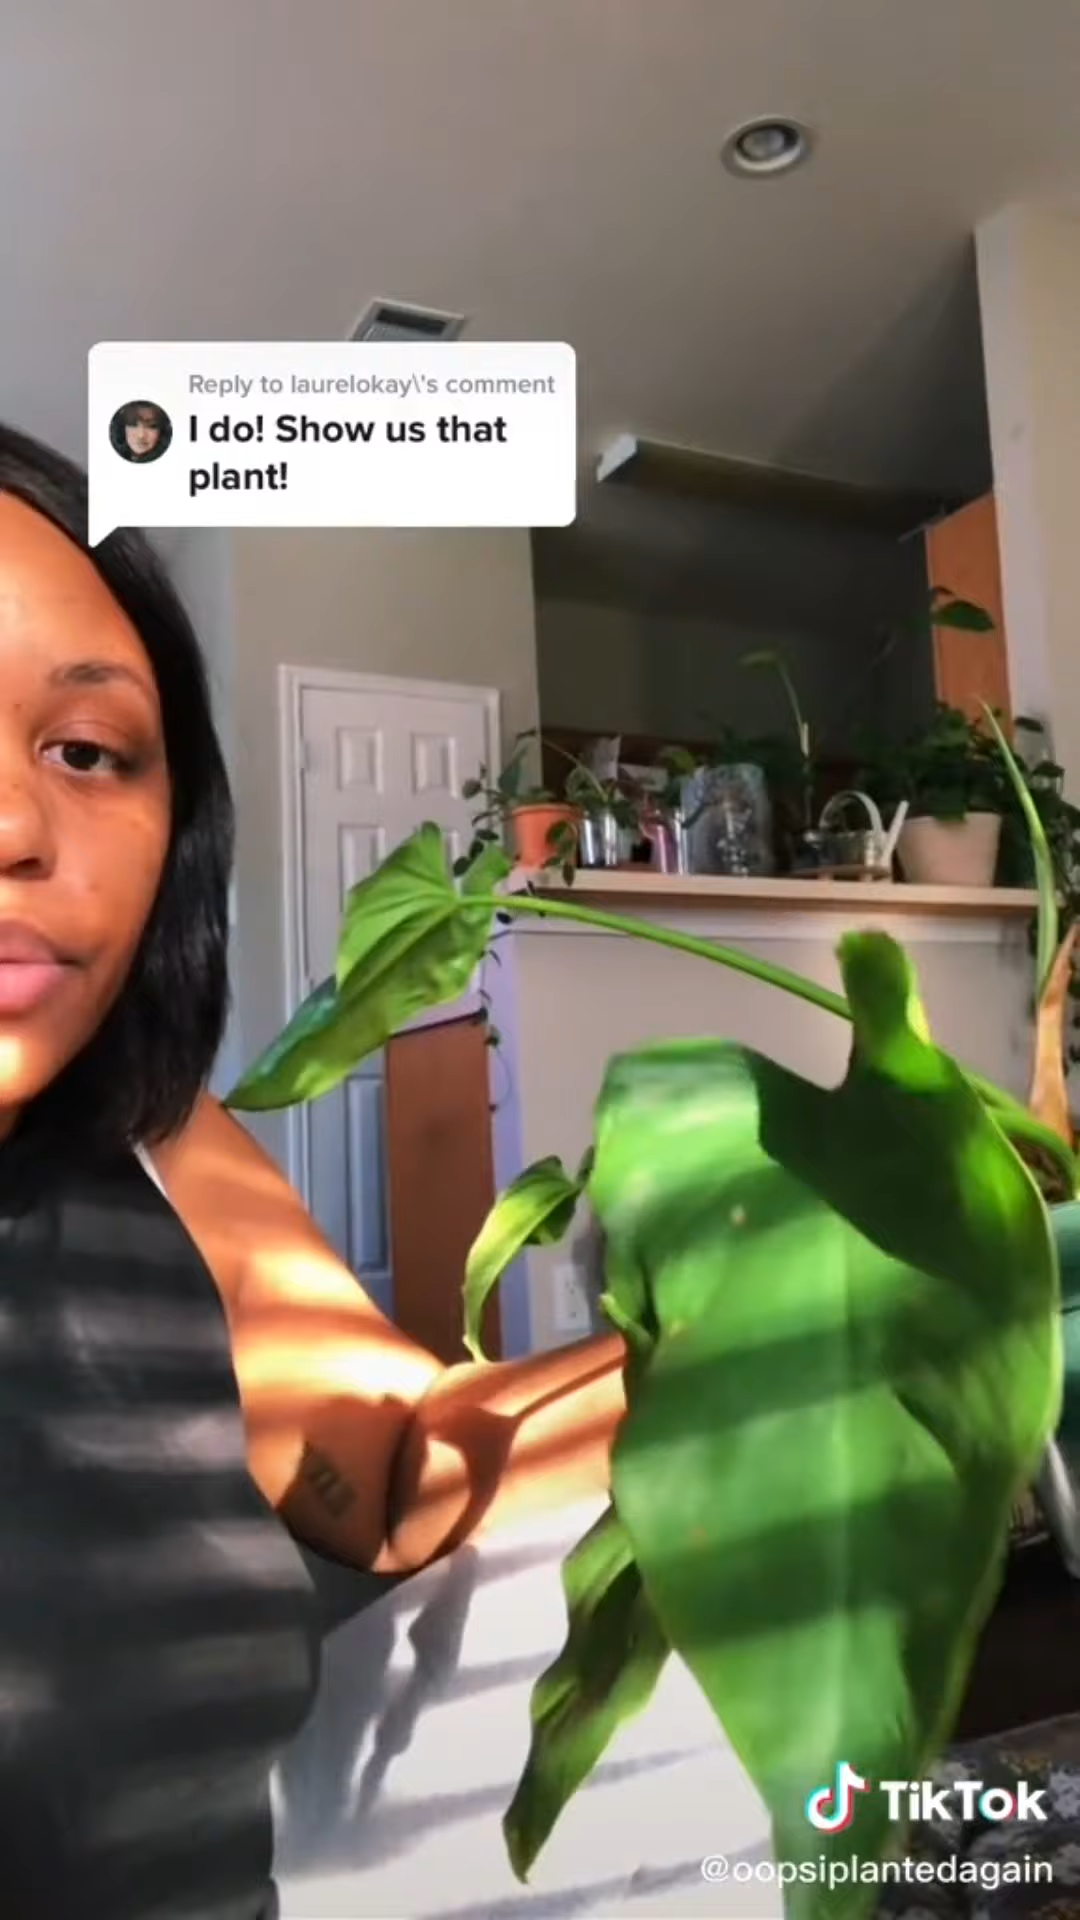 Reply to laurelokay\'s comment
I do! Show us that
plant!
TikTok
@oopsiplantedagain